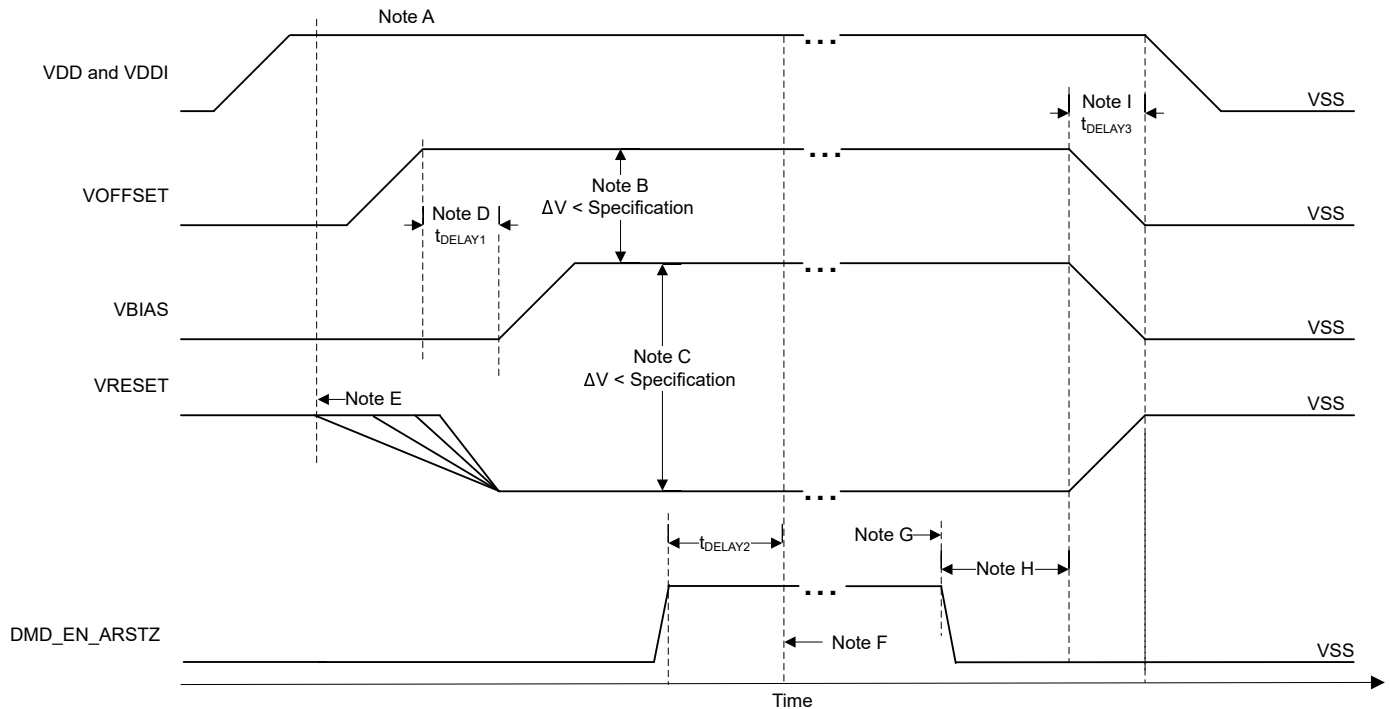 Note A
VDD and VDDI
...
Note I
tDELAY3
VSS
VOFFSET
...
Note B
ΔV < Specification
Note D
tDELAY1
VSS
VBIAS
...
VSS
Note C
ΔV < Specification
VRESET
Note E
VSS
...
tDELAY2
Note G
Note H
...
DMD_EN_ARSTZ
Note F
VSS
Time